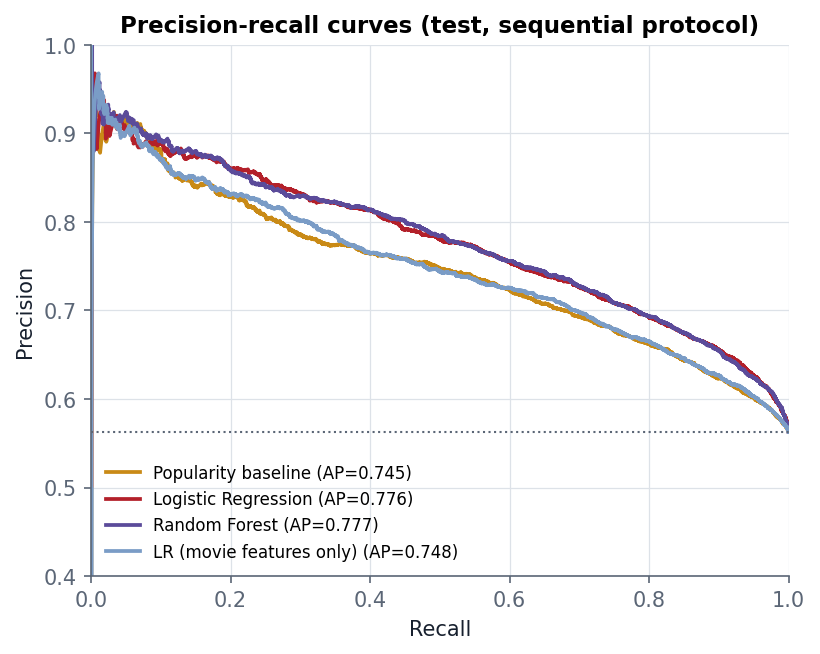 Precision-recall curves (test, sequential protocol)
1.0
0.9
0.8
0.7
0.6
0.5
0.4
Precision
Popularity baseline (AP=0.745)
Logistic Regression (AP=0.776)
Random Forest (AP=0.777)
LR (movie features only) (AP=0.748)
0.0 0.2 0.4 0.6 0.8 1.0
Recall